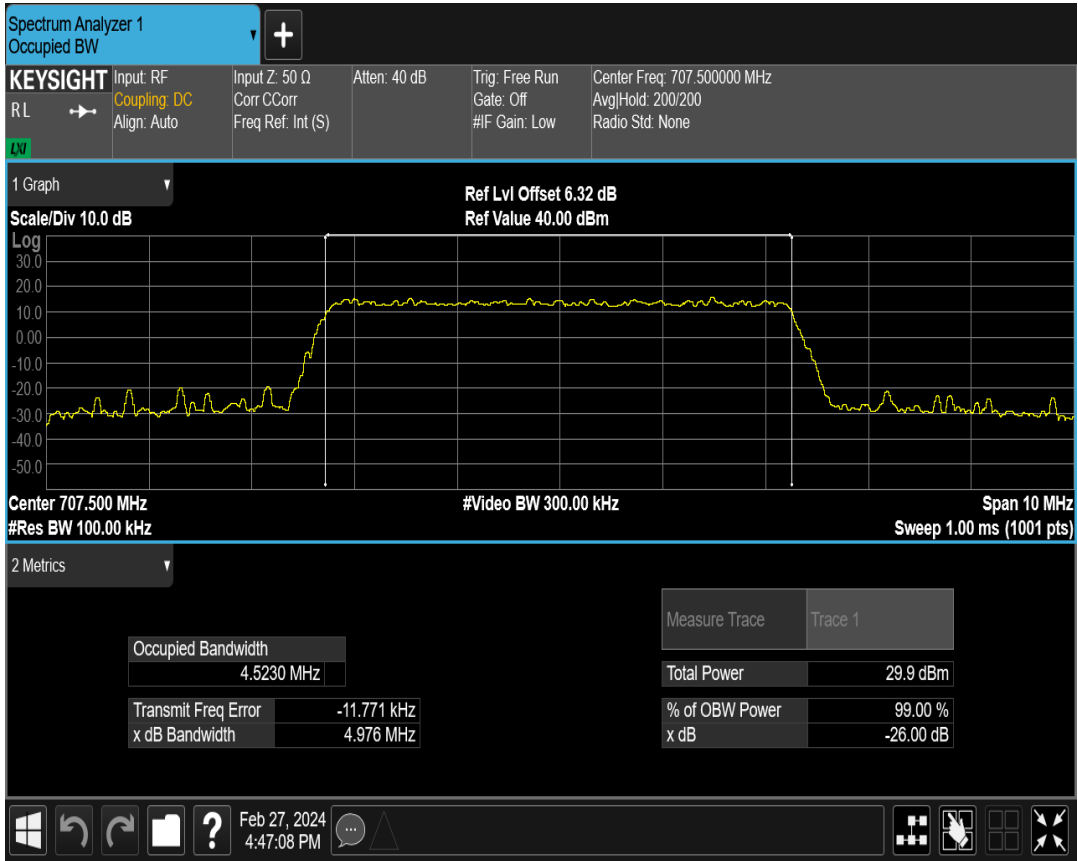 Spectrum Analyzer 1
Occupied BW
+
KEYSIGHT Input: RF Input Z: 50 Ω Atten: 40 dB Trig: Free Run Center Freq: 707.500000 MHz
RL Coupling: DC Corr CCorr Gate: Off Avg|Hold: 200/200
Align: Auto Freq Ref: Int (S) #IF Gain: Low Radio Std: None
LXI
1 Graph
Ref Lvl Offset 6.32 dB
Scale/Div 10.0 dB Ref Value 40.00 dBm
Log
30.0
20.0
10.0
0.00
-10.0
-20.0
-30.0
-40.0
-50.0
Center 707.500 MHz #Video BW 300.00 kHz Span 10 MHz
#Res BW 100.00 kHz Sweep 1.00 ms (1001 pts)
2 Metrics
Measure Trace Trace 1
Occupied Bandwidth
4.5230 MHz
Total Power 29.9 dBm
Transmit Freq Error -11.771 kHz % of OBW Power 99.00 %
x dB Bandwidth 4.976 MHz x dB -26.00 dB
? Feb 27, 2024
4:47:08 PM